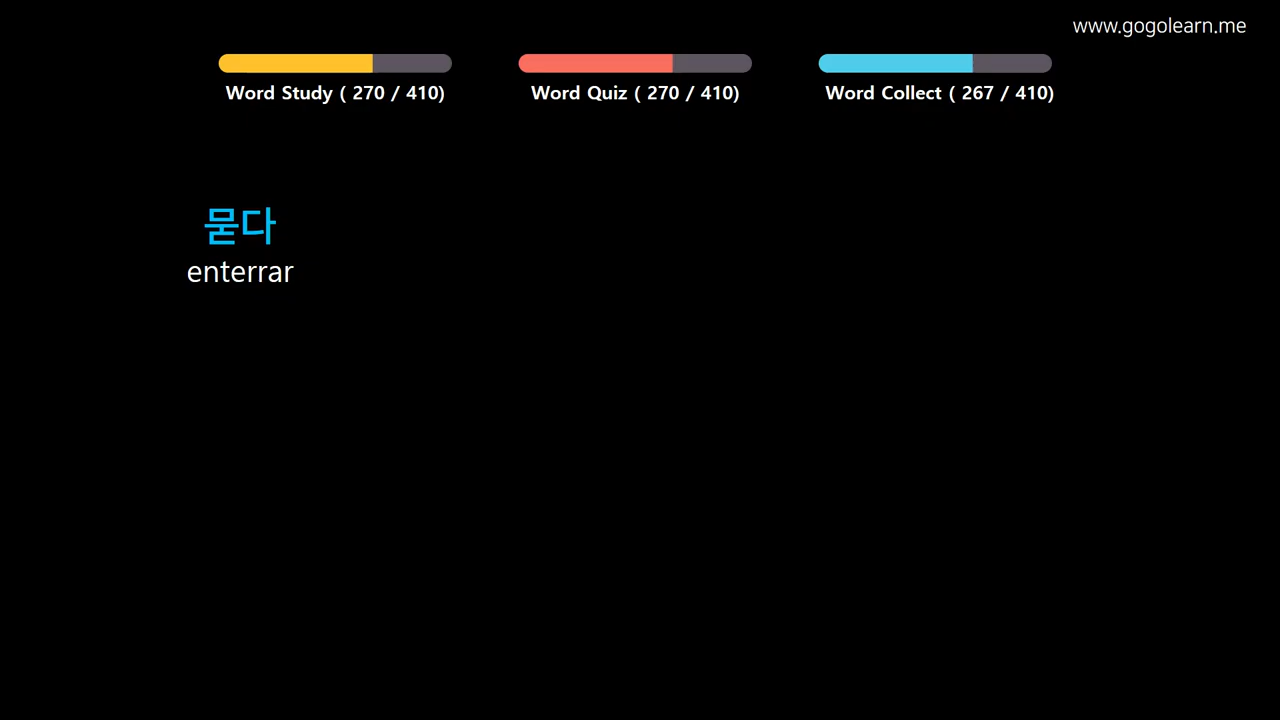 www.gogolearn.me
Word Study ( 270 / 410)
Word Quiz ( 270 / 410)
Word Collect ( 267 / 410)
묻다
enterrar